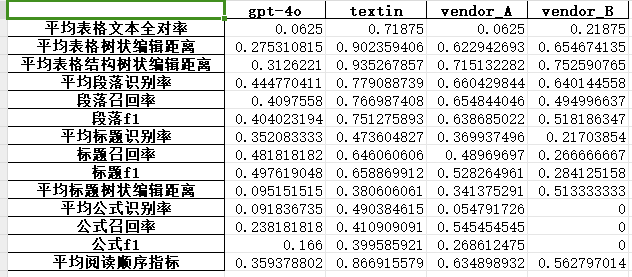 gpt-4o textin vendor_A vendor_B
平均表格文本全对率 0.0625 0.71875 0.0625 0.21875
平均表格树状编辑距离 0.275310815 0.902359406 0.622942693 0.654674135
平均表格结构树状编辑距离 0.3126221 0.935267857 0.715132282 0.752590765
平均段落识别率 0.444770411 0.779088739 0.660429844 0.640144558
段落召回率 0.4097558 0.766987408 0.654844046 0.494996637
段落f1 0.404023194 0.751275893 0.638685022 0.518186347
平均标题识别率 0.352083333 0.473604827 0.369937496 0.21703854
标题召回率 0.481818182 0.646060606 0.48969697 0.266666667
标题f1 0.497619048 0.658869912 0.528264961 0.284125158
平均标题树状编辑距离 0.095151515 0.380606061 0.341375291 0.513333333
平均公式识别率 0.091836735 0.490384615 0.054791726 0
公式召回率 0.238181818 0.410909091 0.545454545 0
公式f1 0.166 0.399585921 0.268612475 0
平均阅读顺序指标 0.359378802 0.866915579 0.634898932 0.562797014